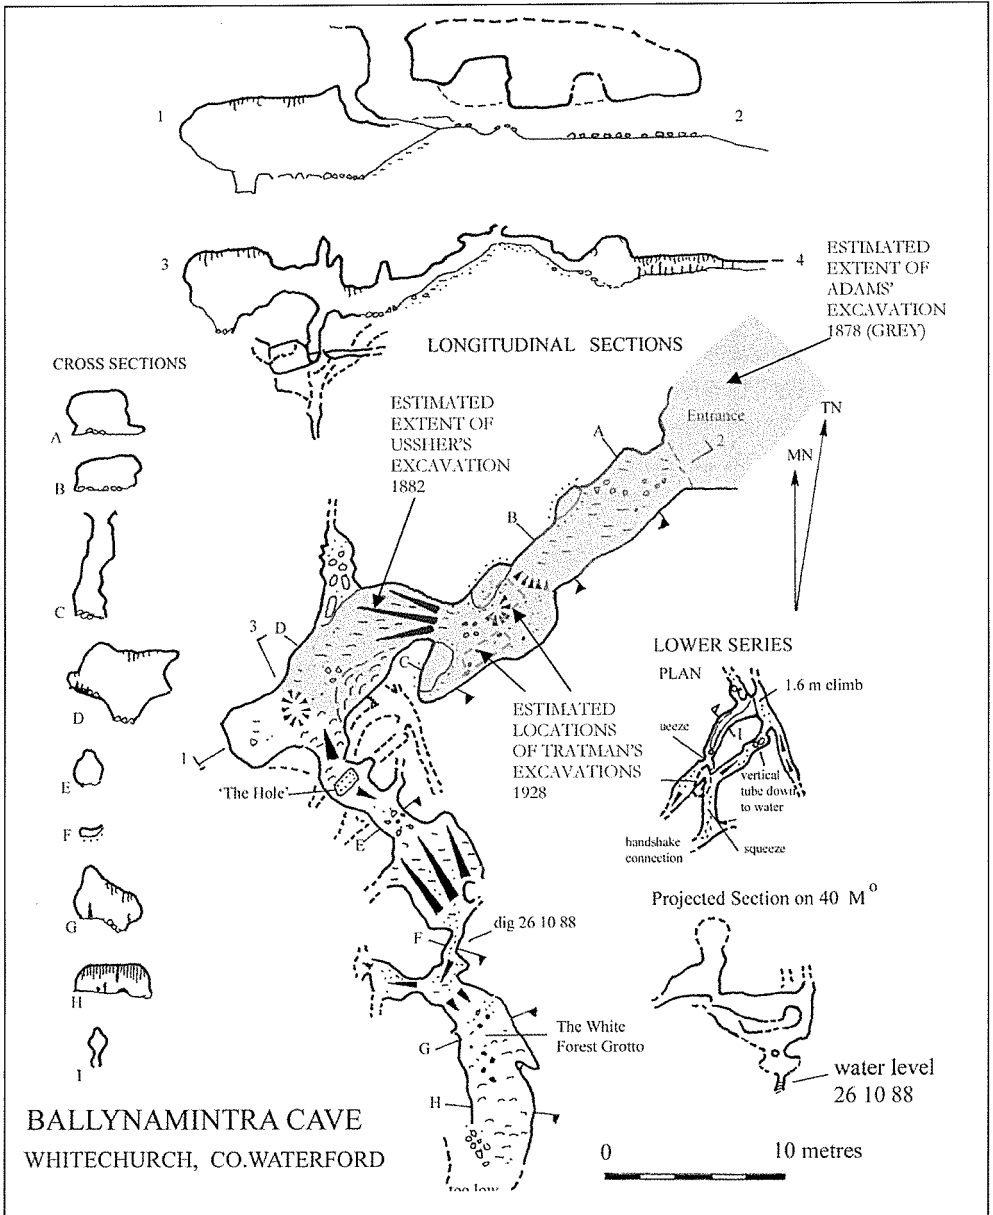 1
2
3
4
ESTIMATED
EXTENT OF
ADAMS'
EXCAVATION
1878 (GREY)
LONGITUDINAL SECTIONS
CROSS SECTIONS
A
B
C
D
E
F
G
H
I
ESTIMATED
EXTENT OF
USSHER'S
EXCAVATION
1882
Entrance
2
A
B
TN
MN
3
D
C
1
'The Hole'
E
ESTIMATED
LOCATIONS
OF TRATMAN'S
EXCAVATIONS
1928
LOWER SERIES
PLAN
1.6 m climb
ueeze
I
vertical
tube down
to water
handshake
connection
squeeze
F
dig 26 10 88
G
The White
Forest Grotto
H
too low
Projected Section on 40 M°
water level
26 10 88
BALLYNAMINTRA CAVE
WHITECHURCH, CO.WATERFORD
0
10 metres